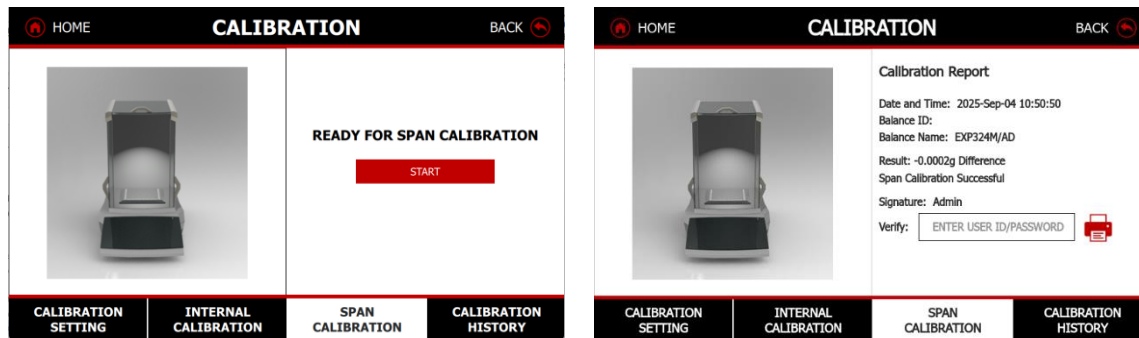 HOME
CALIBRATION
BACK
READY FOR SPAN CALIBRATION
START
CALIBRATION
SETTING
INTERNAL
CALIBRATION
SPAN
CALIBRATION
CALIBRATION
HISTORY
HOME
CALIBRATION
BACK
Calibration Report
Date and Time: 2025-Sep-04 10:50:50
Balance ID:
Balance Name: EXP324M/AD
Result: -0.0002g Difference
Span Calibration Successful
Signature: Admin
Verify: ENTER USER ID/PASSWORD
CALIBRATION
SETTING
INTERNAL
CALIBRATION
SPAN
CALIBRATION
CALIBRATION
HISTORY